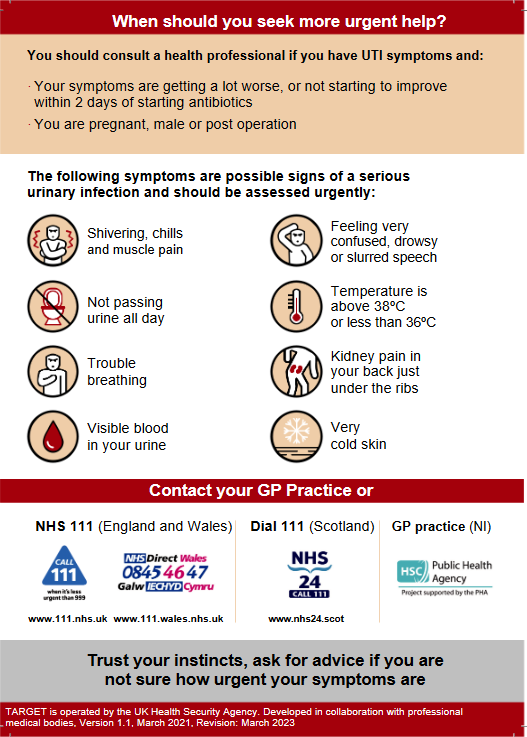 When should you seek more urgent help?
You should consult a health professional if you have UTI symptoms and:
· Your symptoms are getting a lot worse, or not starting to improve
within 2 days of starting antibiotics
· You are pregnant, male or post operation
The following symptoms are possible signs of a serious
urinary infection and should be assessed urgently:
Shivering, chills
and muscle pain
Feeling very
confused, drowsy
or slurred speech
Not passing
urine all day
Temperature is
above 38ºC
or less than 36ºC
Trouble
breathing
Kidney pain in
your back just
under the ribs
Visible blood
in your urine
Very
cold skin
Contact your GP Practice or
NHS 111 (England and Wales)
CALL
111
when it's less
urgent than 999
www.111.nhs.uk
NHS Direct Wales
0845 46 47
Galw IECHYD Cymru
www.111.wales.nhs.uk
Dial 111 (Scotland)
NHS
24
CALL 111
www.nhs24.scot
GP practice (NI)
HSC Public Health
Agency
Project supported by the PHA
Trust your instincts, ask for advice if you are
not sure how urgent your symptoms are
TARGET is operated by the UK Health Security Agency. Developed in collaboration with professional
medical bodies, Version 1.1, March 2021, Revision: March 2023